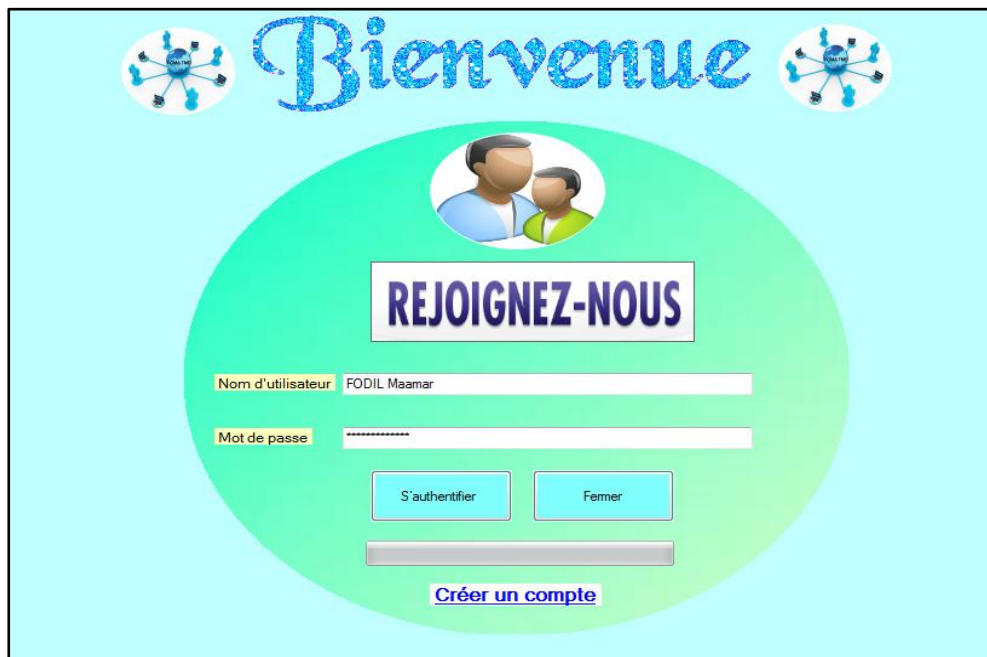 Bienvenue
REJOIGNEZ-NOUS
Nom d'utilisateur FODIL Maamar
Mot de passe *************
S'authentifier Fermer
Créer un compte